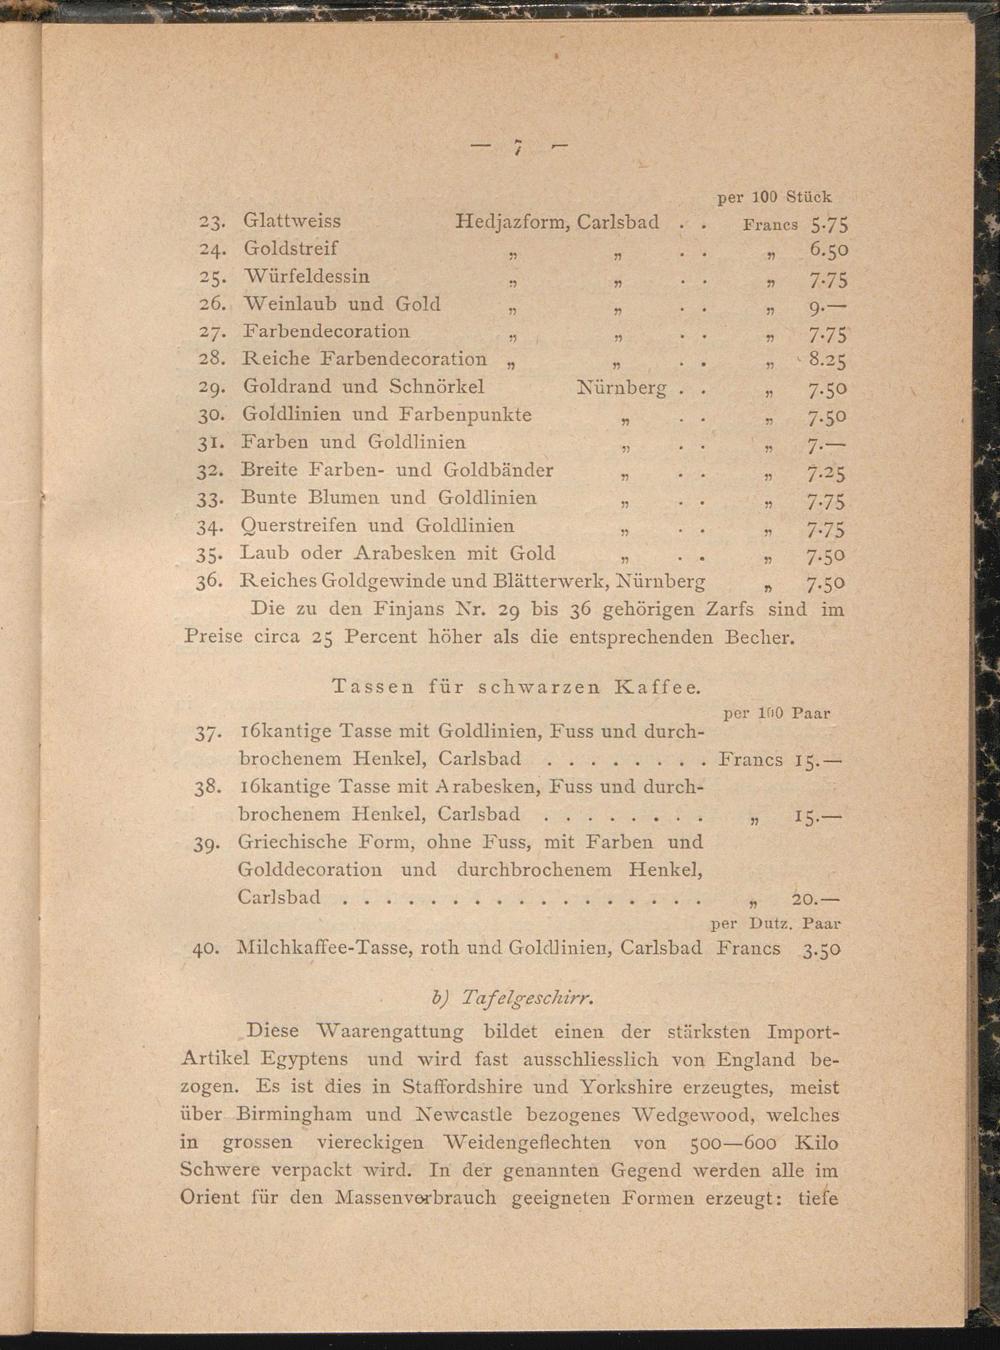 — 7 —
per 100 Stück
23. Glattweiss Hedjazform, Carlsbad . . Francs 5.75
24. Goldstreif „ „ . . „ 6.50
25. Würfeldessin „ „ . . „ 7.75
26. Weinlaub und Gold „ „ . . „ 9.—
27. Farbendecoration „ „ . . „ 7.75
28. Reiche Farbendecoration „ „ . . „ 8.25
29. Goldrand und Schnörkel Nürnberg . . „ 7.50
30. Goldlinien und Farbenpunkte „ . . „ 7.50
31. Farben und Goldlinien „ . . „ 7.—
32. Breite Farben- und Goldbänder „ . . „ 7.25
33. Bunte Blumen und Goldlinien „ . . „ 7.75
34. Querstreifen und Goldlinien „ . . „ 7.75
35. Laub oder Arabesken mit Gold „ . . „ 7.50
36. Reiches Goldgewinde und Blätterwerk, Nürnberg „ 7.50
Die zu den Finjans Nr. 29 bis 36 gehörigen Zarfs sind im
Preise circa 25 Percent höher als die entsprechenden Becher.
Tassen für schwarzen Kaffee.
per 100 Paar
37. 16kantige Tasse mit Goldlinien, Fuss und durch-
brochenem Henkel, Carlsbad . . . . . . . . Francs 15.—
38. 16kantige Tasse mit Arabesken, Fuss und durch-
brochenem Henkel, Carlsbad . . . . . . . . „ 15.—
39. Griechische Form, ohne Fuss, mit Farben und
Golddecoration und durchbrochenem Henkel,
Carlsbad . . . . . . . . . . . . . . . . . „ 20.—
per Dutz. Paar
40. Milchkaffee-Tasse, roth und Goldlinien, Carlsbad Francs 3.50
b) Tafelgeschirr.
Diese Waarengattung bildet einen der stärksten Import-
Artikel Egyptens und wird fast ausschliesslich von England be-
zogen. Es ist dies in Staffordshire und Yorkshire erzeugtes, meist
über Birmingham und Newcastle bezogenes Wedgewood, welches
in grossen viereckigen Weidengeflechten von 500—600 Kilo
Schwere verpackt wird. In der genannten Gegend werden alle im
Orient für den Massenverbrauch geeigneten Formen erzeugt: tiefe